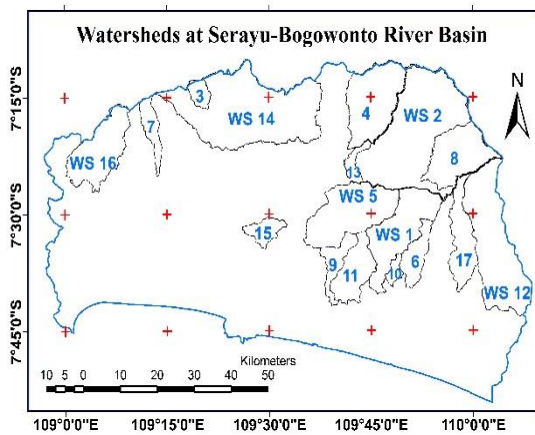 Watersheds at Serayu-Bogowonto River Basin
N
7°15'0"S
7°30'0"S
7°45'0"S
3
4
WS 2
WS 14
7
WS 16
8
13
WS 5
15
WS 1
9
11
10
6
17
WS 12
Kilometers
10 5 0 10 20 30 40 50
109°0'0"E 109°15'0"E 109°30'0"E 109°45'0"E 110°0'0"E